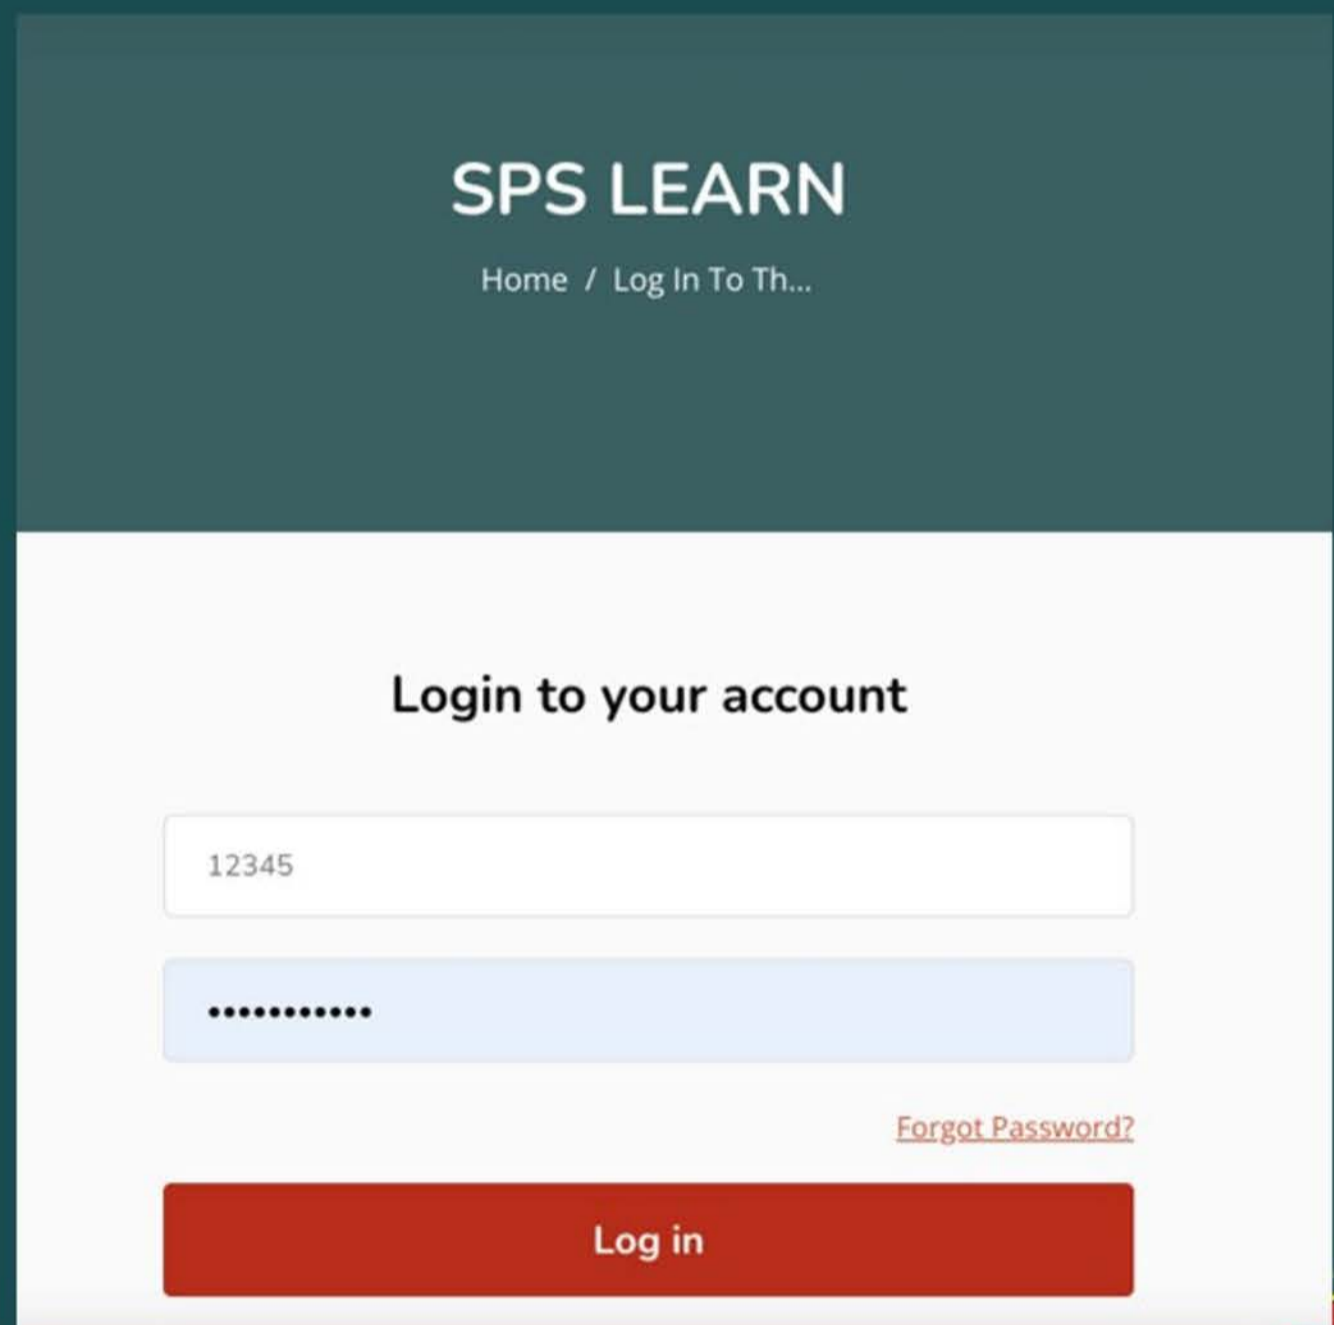 SPS LEARN
Home / Log In To Th...
Login to your account
12345
•••••••••••
Forgot Password?
Log in